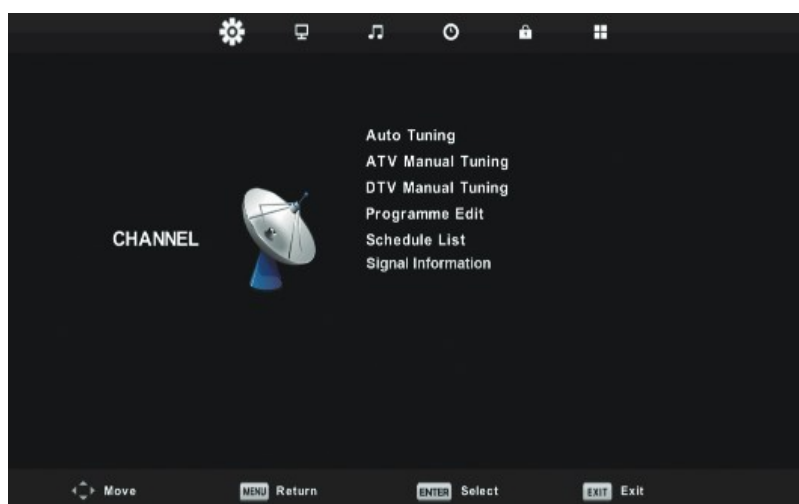 Auto Tuning
ATV Manual Tuning
DTV Manual Tuning
Programme Edit
CHANNEL
Schedule List
Signal Information
Move MENU Return ENTER Select EXIT Exit